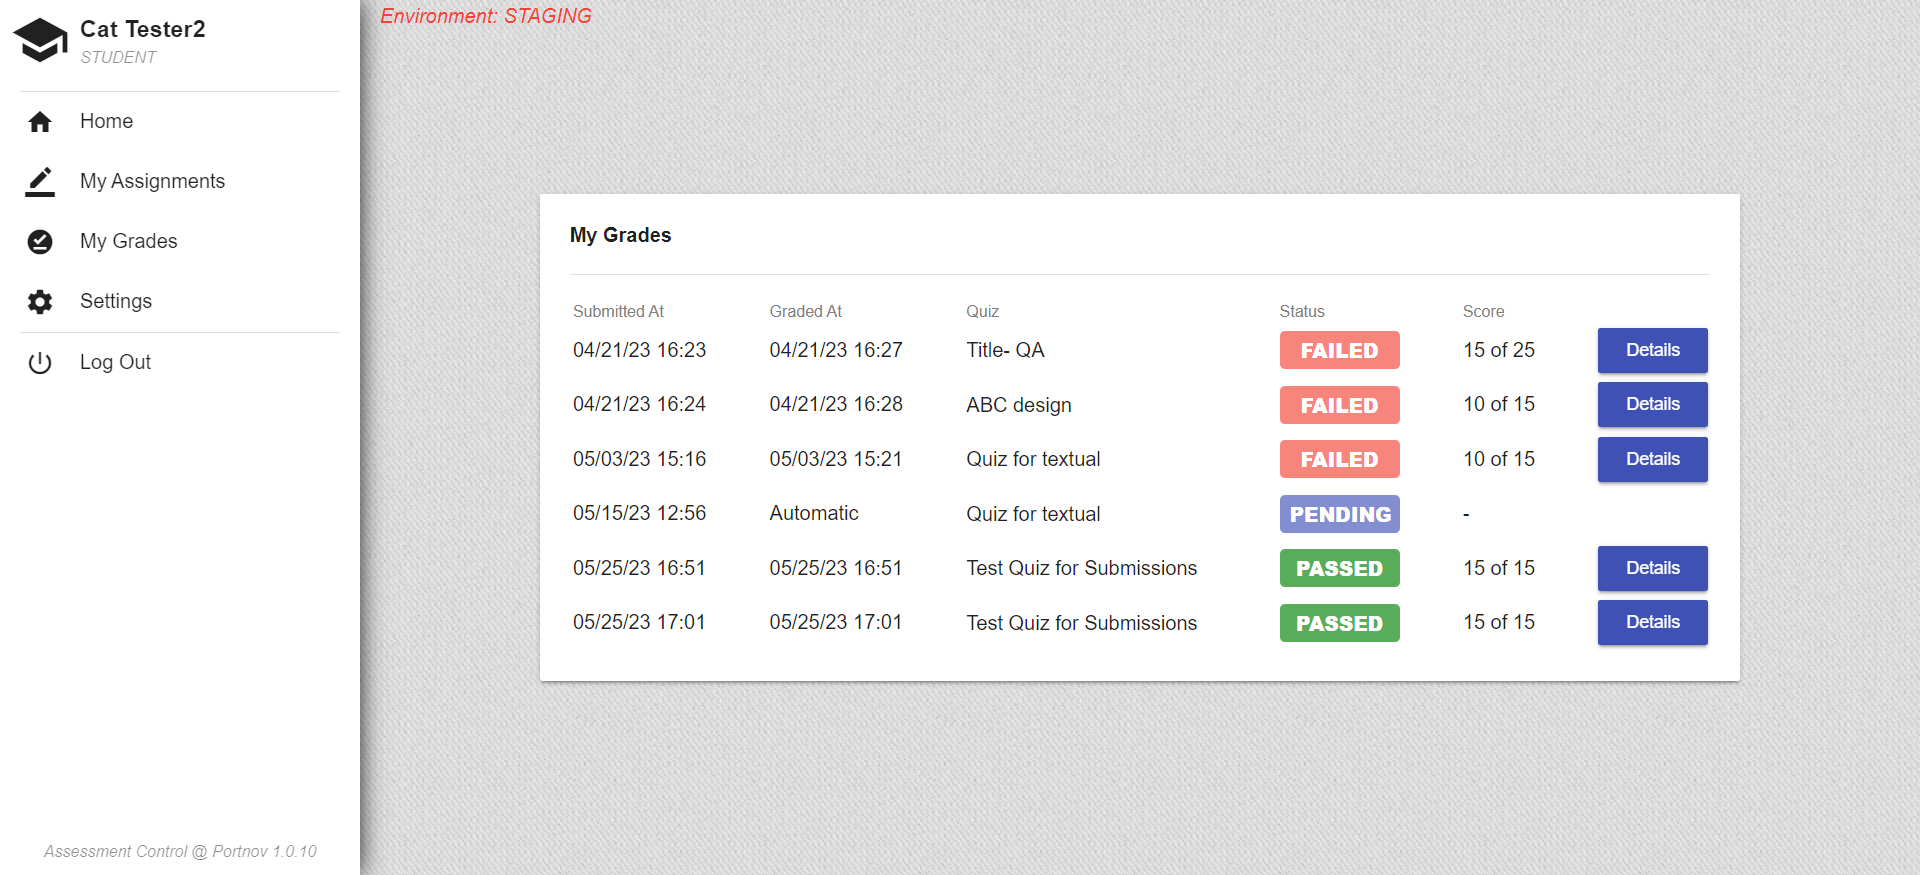 Cat Tester2
STUDENT
Home
My Assignments
My Grades
Settings
Log Out
Assessment Control @ Portnov 1.0.10
Environment: STAGING
My Grades
Submitted At Graded At Quiz Status Score
04/21/23 16:23 04/21/23 16:27 Title- QA FAILED 15 of 25 Details
04/21/23 16:24 04/21/23 16:28 ABC design FAILED 10 of 15 Details
05/03/23 15:16 05/03/23 15:21 Quiz for textual FAILED 10 of 15 Details
05/15/23 12:56 Automatic Quiz for textual PENDING -
05/25/23 16:51 05/25/23 16:51 Test Quiz for Submissions PASSED 15 of 15 Details
05/25/23 17:01 05/25/23 17:01 Test Quiz for Submissions PASSED 15 of 15 Details